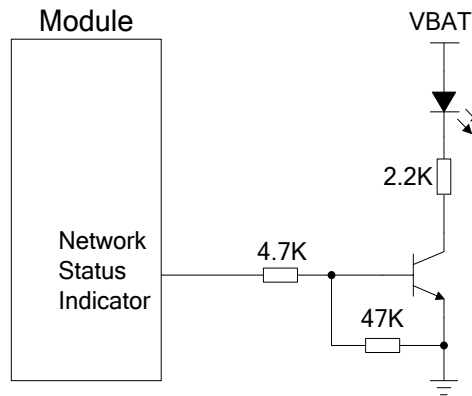 Module
VBAT
2.2K
Network
Status
Indicator
4.7K
47K